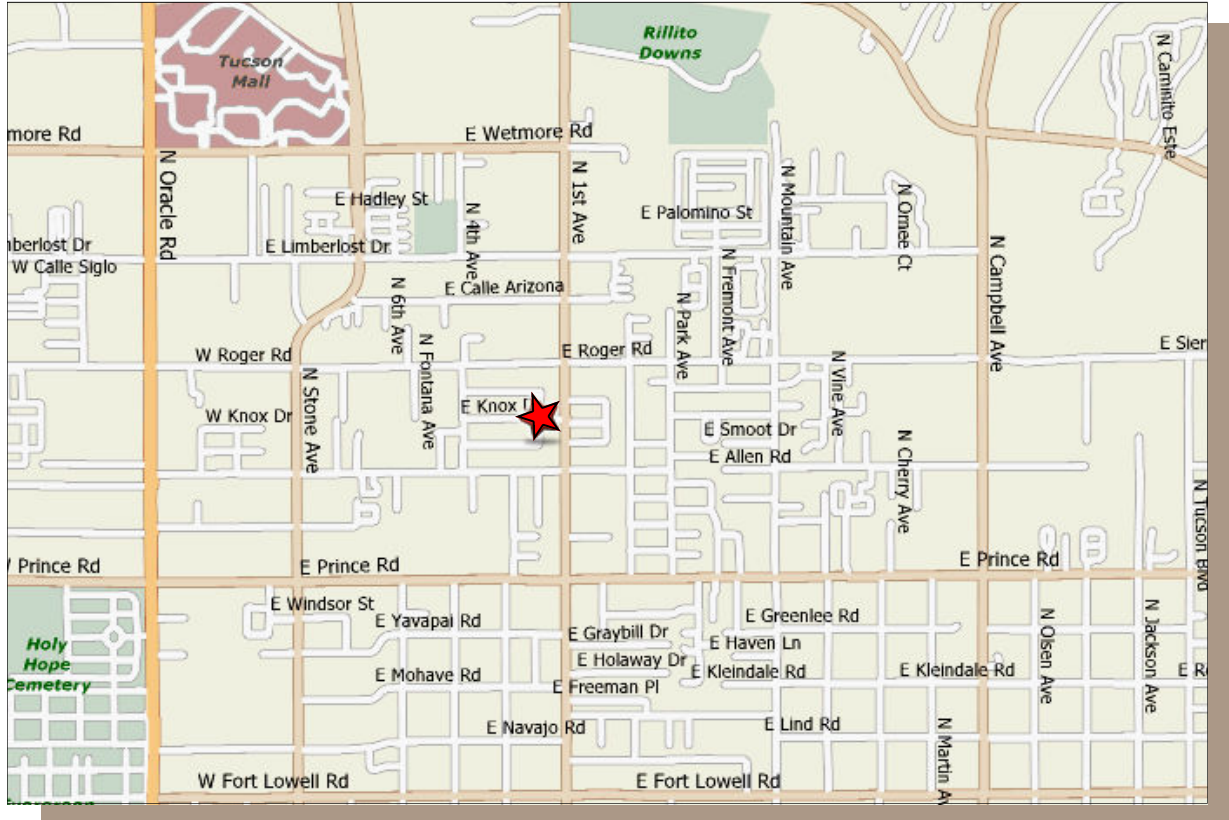 Rillito
Downs
Tucson
Mall
N Caminito Este
more Rd
E Wetmore Rd
N Oracle Rd
N 1st Ave
N Mountain Ave
E Hadley St
N 4th Ave
E Palomino St
N Ornee Ct
nberlost Dr
E Limberlost Dr
W Calle Siglo
N Fremont Ave
N Campbell Ave
E Calle Arizona
N 6th Ave
N Park Ave
N Fontana Ave
W Roger Rd
E Roger Rd
E Sier
N Stone Ave
N Vine Ave
W Knox Dr
E Knox
E Smoot Dr
N Cherry Ave
E Allen Rd
N Tucson Blvd
Prince Rd
E Prince Rd
E Prince Rd
E Windsor St
E Yavapai Rd
E Greenlee Rd
N Olsen Ave
N Jackson Ave
E Graybill Dr
E Haven Ln
Holy
Hope
Cemetery
E Holaway Dr
E Mohave Rd
E Kleindale Rd
E Kleindale Rd
E R
E Freeman Pl
E Navajo Rd
E Lind Rd
N Martin
W Fort Lowell Rd
E Fort Lowell Rd